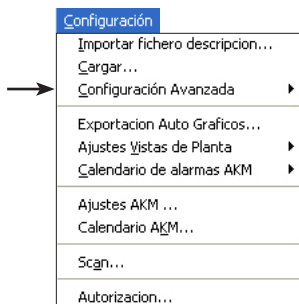 Configuración
Importar fichero descripcion...
Cargar...
Configuración Avanzada
Exportacion Auto Graficos...
Ajustes Vistas de Planta
Calendario de alarmas AKM
Ajustes AKM ...
Calendario AKM...
Scan...
Autorizacion...